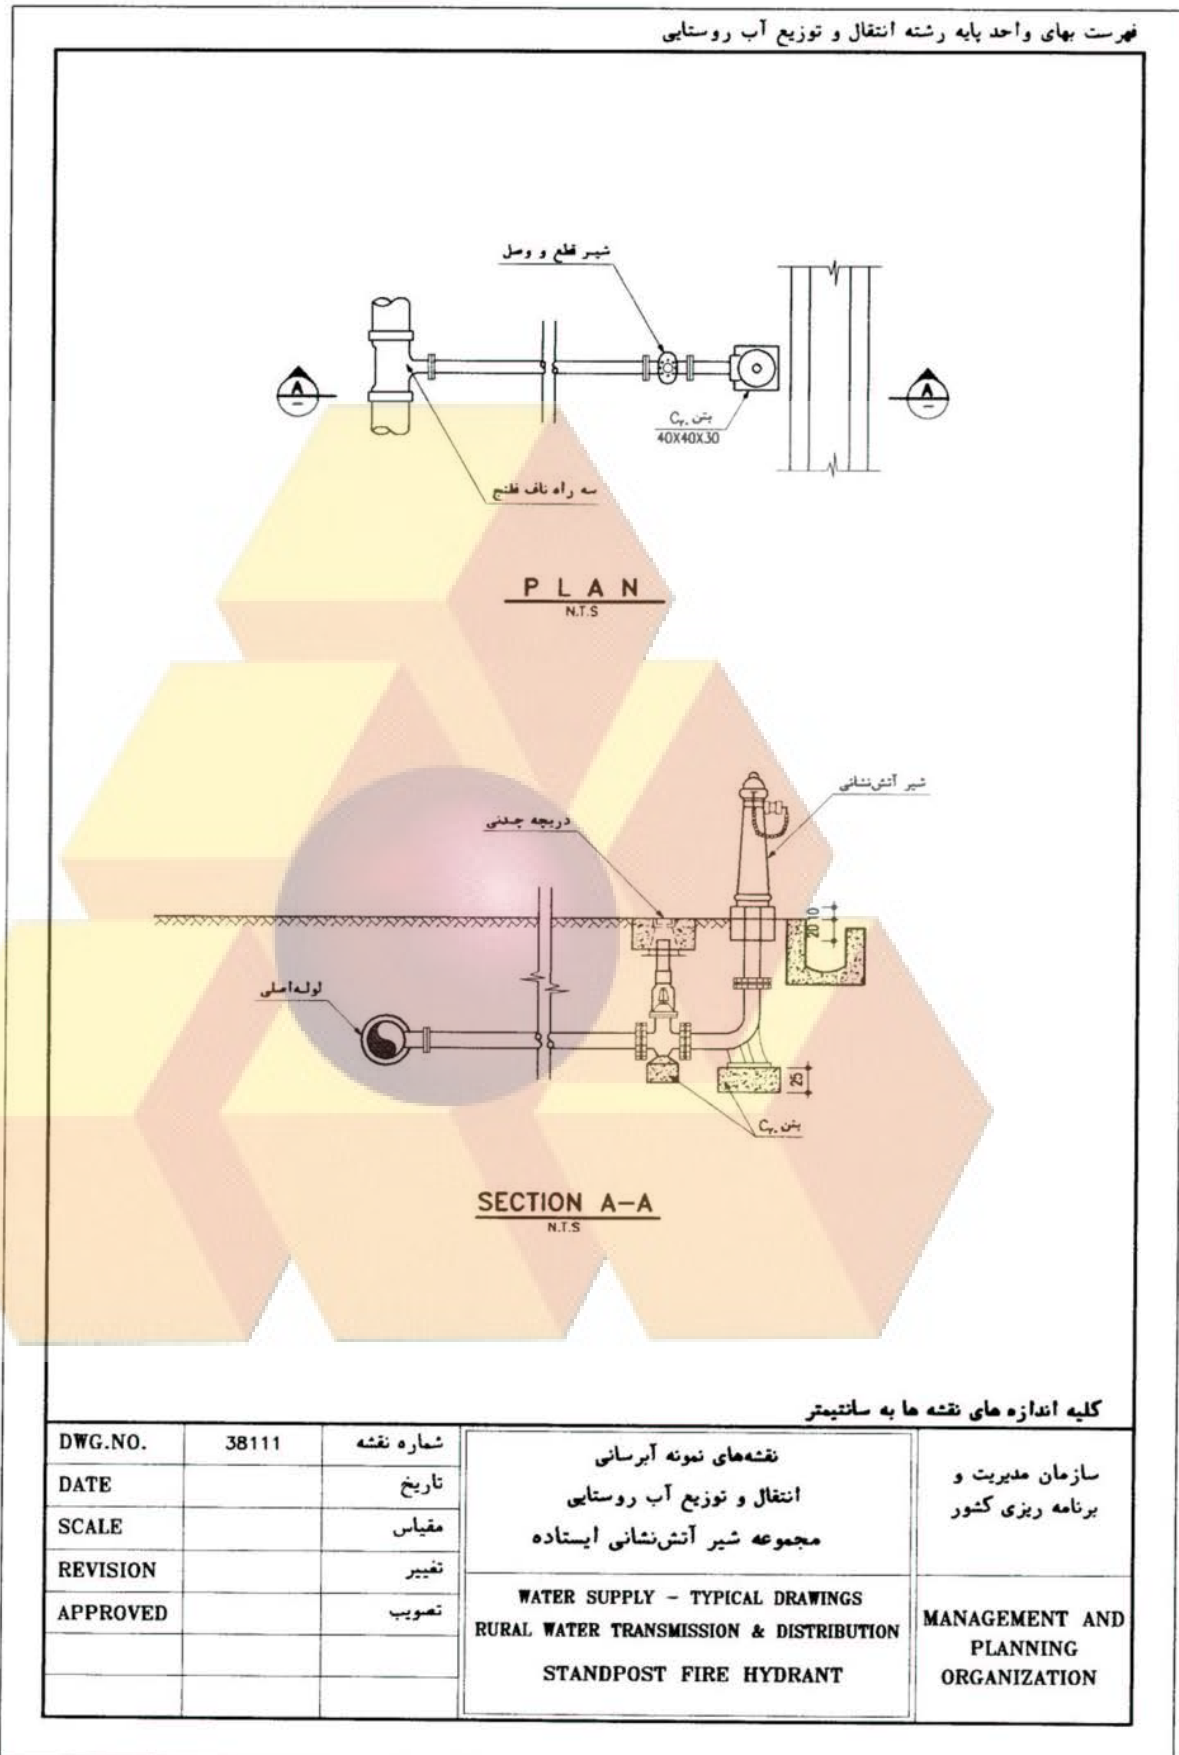 فهرست بهای واحد پایه رشته انتقال و توزیع آب روستایی
شیر قطع و وصل
A
A
بتن C۲۰
40X40X30
سه راه ناف فلنج
PLAN
N.T.S
شیر آتش‌نشانی
دریچه چدنی
10
20
لوله اصلی
25
بتن C۲۰
SECTION A-A
N.T.S
کلیه اندازه های نقشه ها به سانتیمتر
DWG.NO. 38111 شماره نقشه
DATE تاریخ
SCALE مقیاس
REVISION تغییر
APPROVED تصویب
نقشه‌های نمونه آبرسانی
انتقال و توزیع آب روستایی
مجموعه شیر آتش‌نشانی ایستاده
WATER SUPPLY - TYPICAL DRAWINGS
RURAL WATER TRANSMISSION & DISTRIBUTION
STANDPOST FIRE HYDRANT
سازمان مدیریت و
برنامه ریزی کشور
MANAGEMENT AND
PLANNING
ORGANIZATION